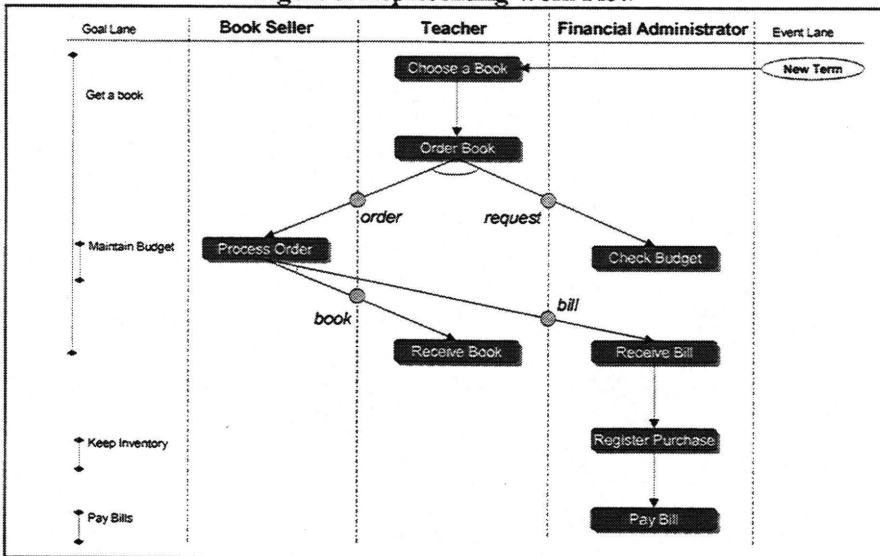 Goal Lane Book Seller Teacher Financial Administrator Event Lane
Choose a Book New Term
Get a book
Order Book
order request
Maintain Budget Process Order Check Budget
book bill
Receive Book Receive Bill
Keep Inventory Register Purchase
Pay Bills Pay Bill